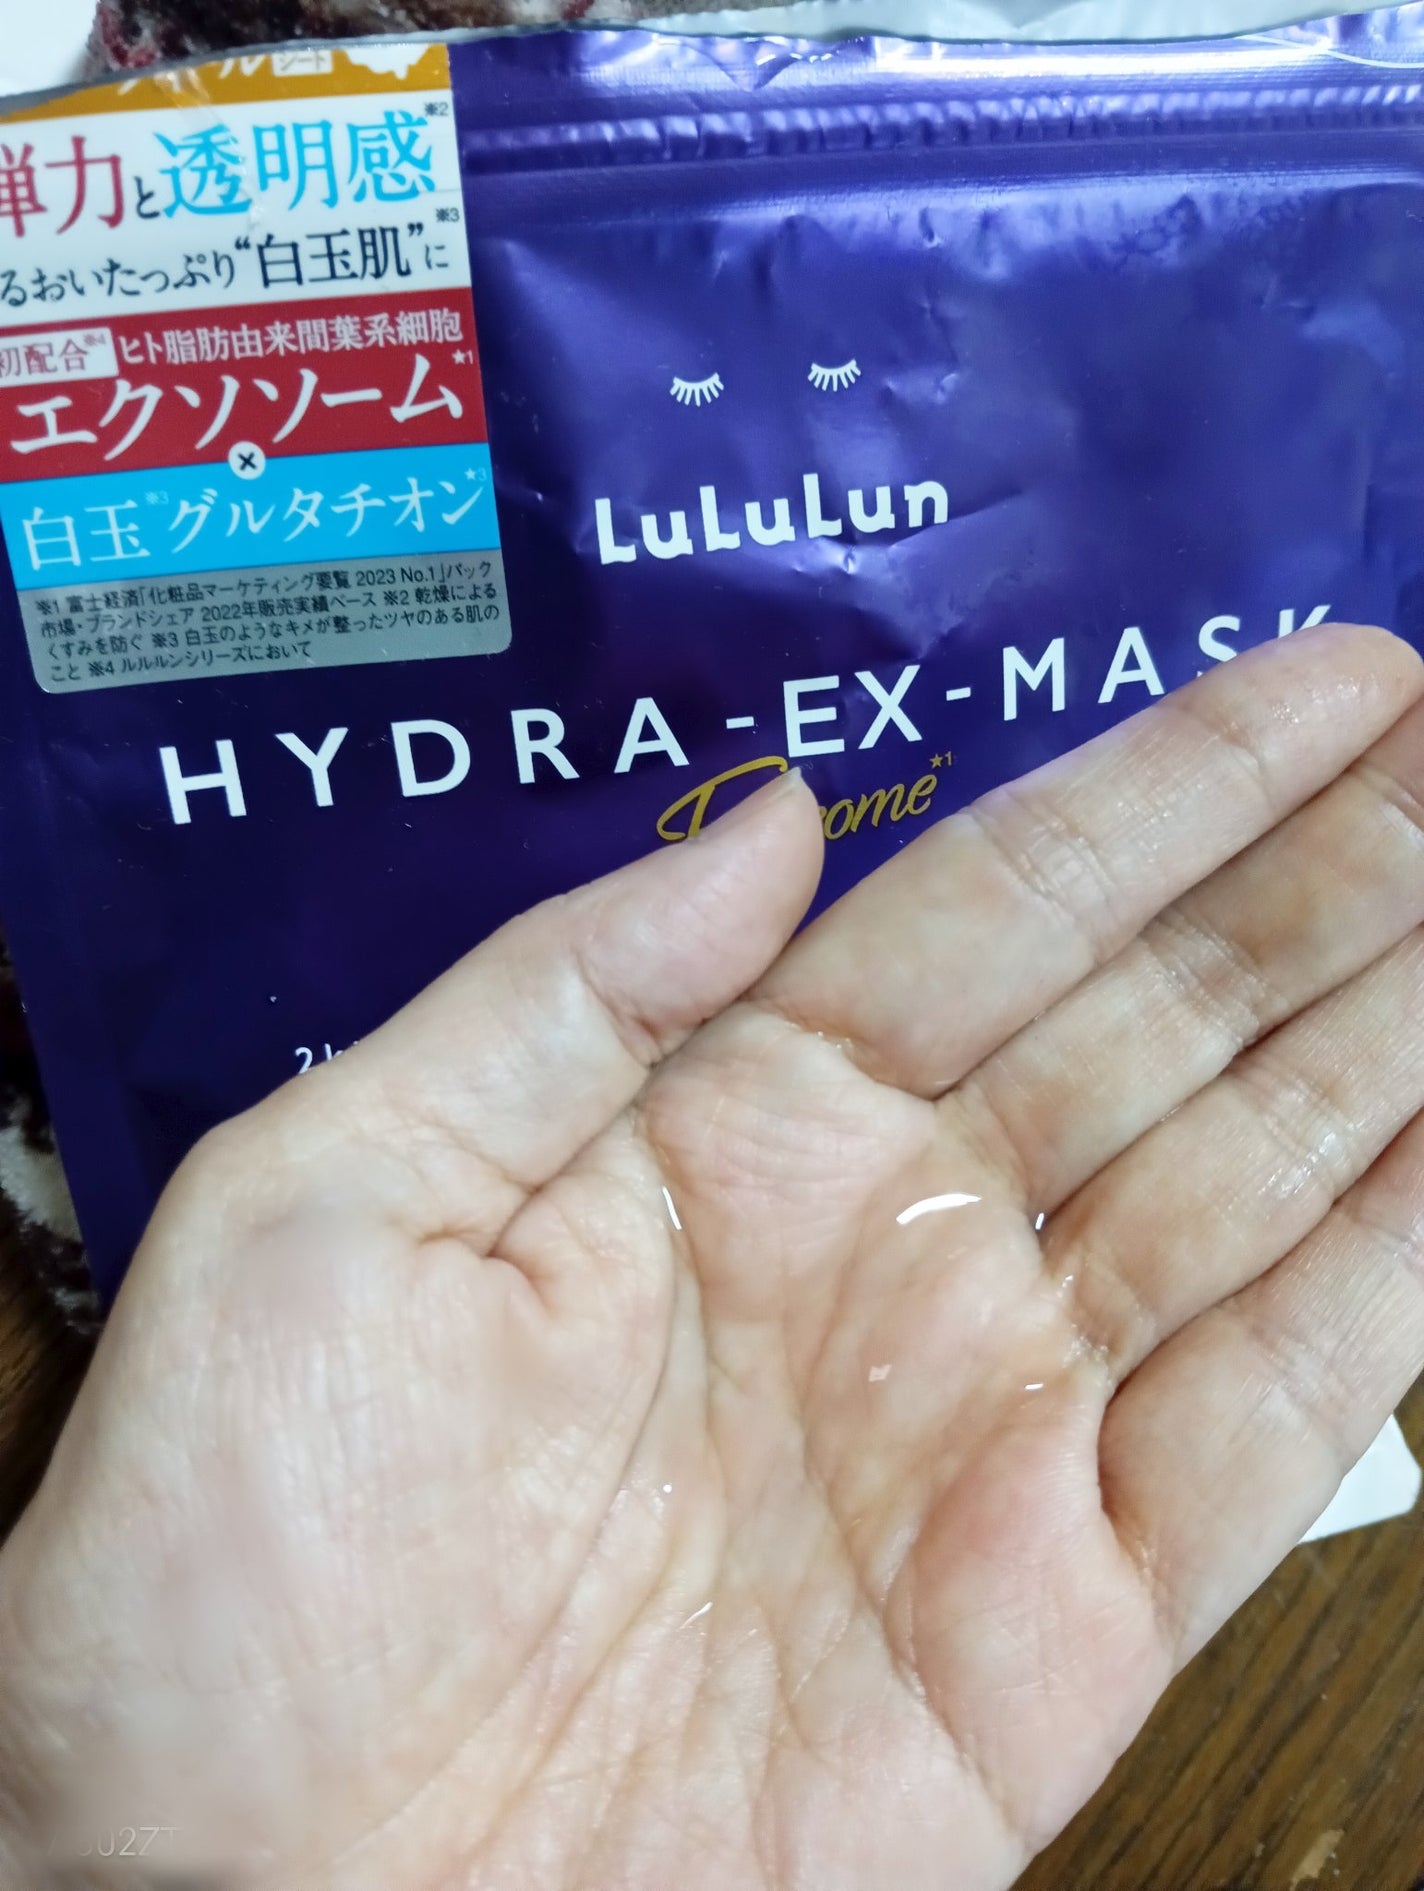 シート
弾力と透明感※2
るおいたっぷり“白玉肌”※3に
初配合※4 ヒト脂肪由来間葉系細胞
エクソソーム★1
×
白玉※3グルタチオン★3
※1 富士経済「化粧品マーケティング要覧 2023 No.1」パック
市場・ブランドシェア 2022年販売実績ベース ※2 乾燥による
くすみを防ぐ ※3 白玉のようなキメが整ったツヤのある肌の
こと ※4 ルルルンシリーズにおいて
LuLuLun
HYDRA-EX-MASK
ome★1
2